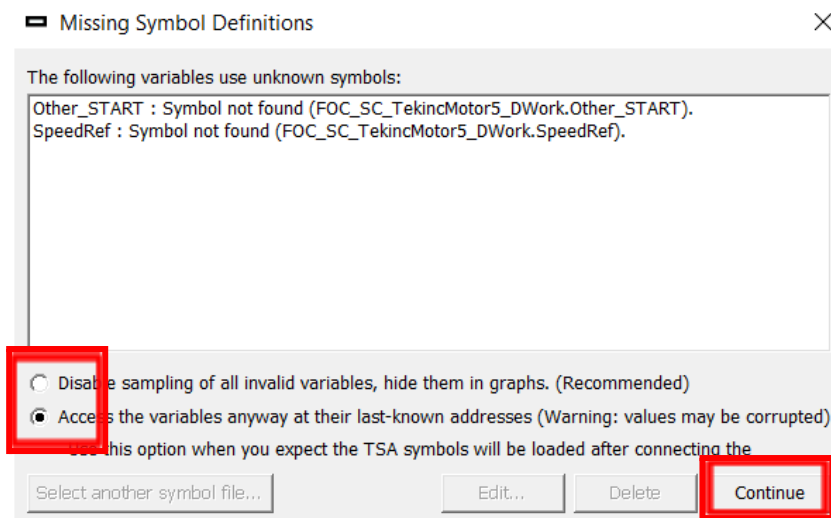 Missing Symbol Definitions
The following variables use unknown symbols:
Other_START : Symbol not found (FOC_SC_TekincMotor5_DWork.Other_START).
SpeedRef : Symbol not found (FOC_SC_TekincMotor5_DWork.SpeedRef).
Disable sampling of all invalid variables, hide them in graphs. (Recommended)
Access the variables anyway at their last-known addresses (Warning: values may be corrupted)
Use this option when you expect the TSA symbols will be loaded after connecting the
Select another symbol file... Edit... Delete Continue